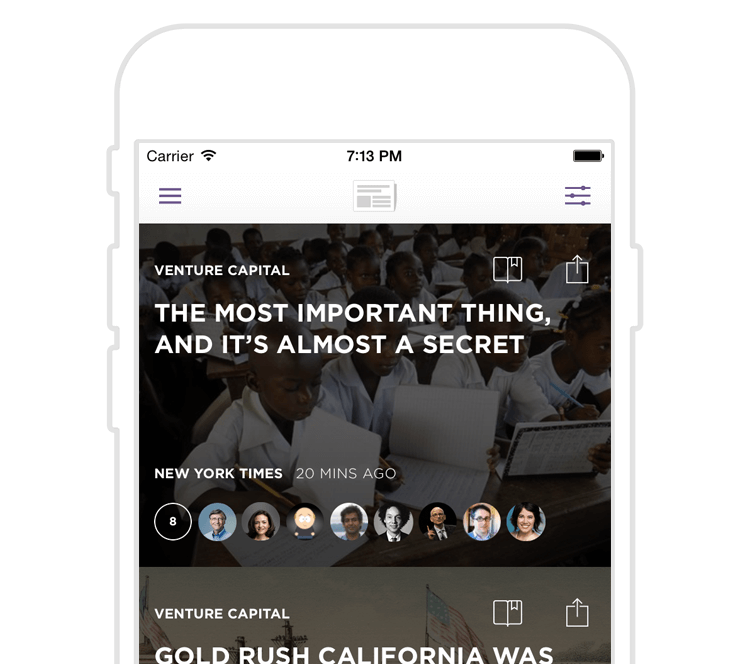 Carrier 7:13 PM
VENTURE CAPITAL
THE MOST IMPORTANT THING,
AND IT’S ALMOST A SECRET
NEW YORK TIMES 20 MINS AGO
8
VENTURE CAPITAL
GOLD RUSH CALIFORNIA WAS